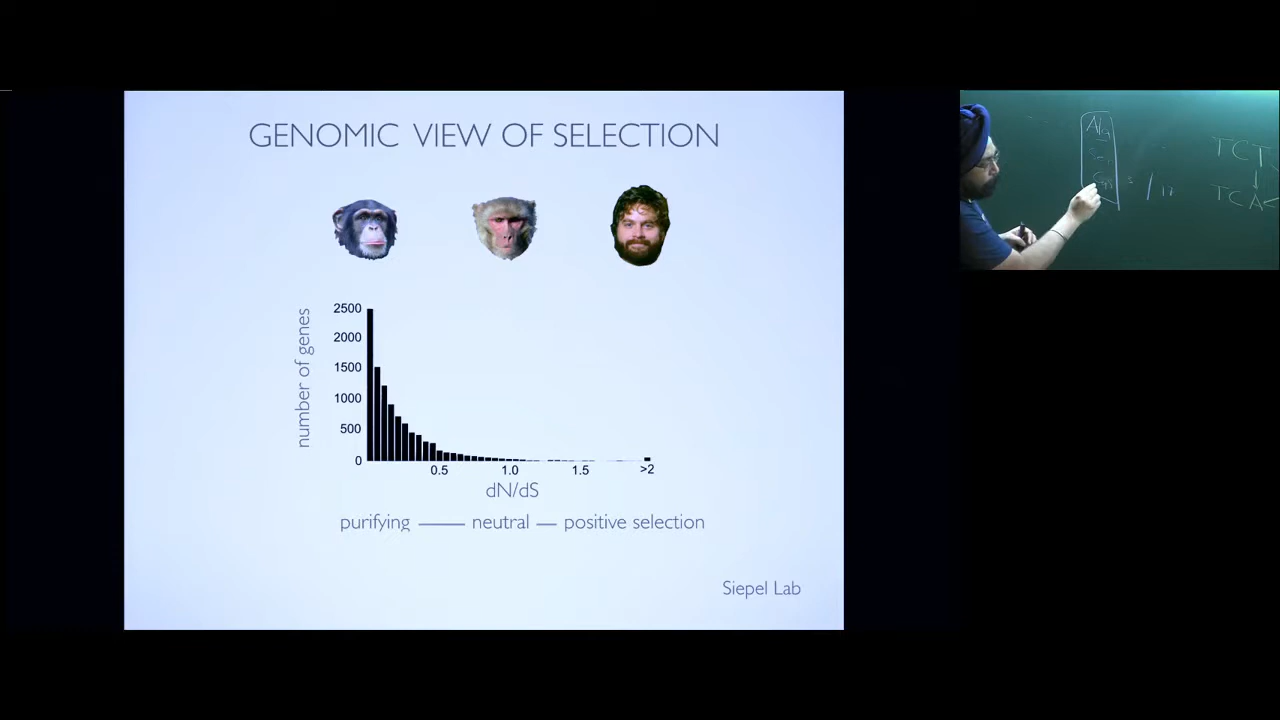 GENOMIC VIEW OF SELECTION
number of genes
2500
2000
1500
1000
500
0
0.5 1.0 1.5 >2
dN/dS
purifying — neutral — positive selection
Siepel Lab
Ala
TCT
TCA